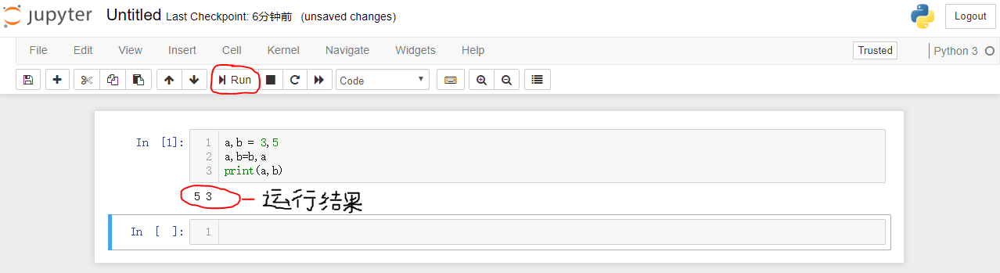 jupyter Untitled Last Checkpoint: 6分钟前 (unsaved changes) Logout
File Edit View Insert Cell Kernel Navigate Widgets Help Trusted Python 3
Run Code
In [1]: 1 a,b = 3,5
2 a,b=b,a
3 print(a,b)
5 3 运行结果
In [ ]: 1